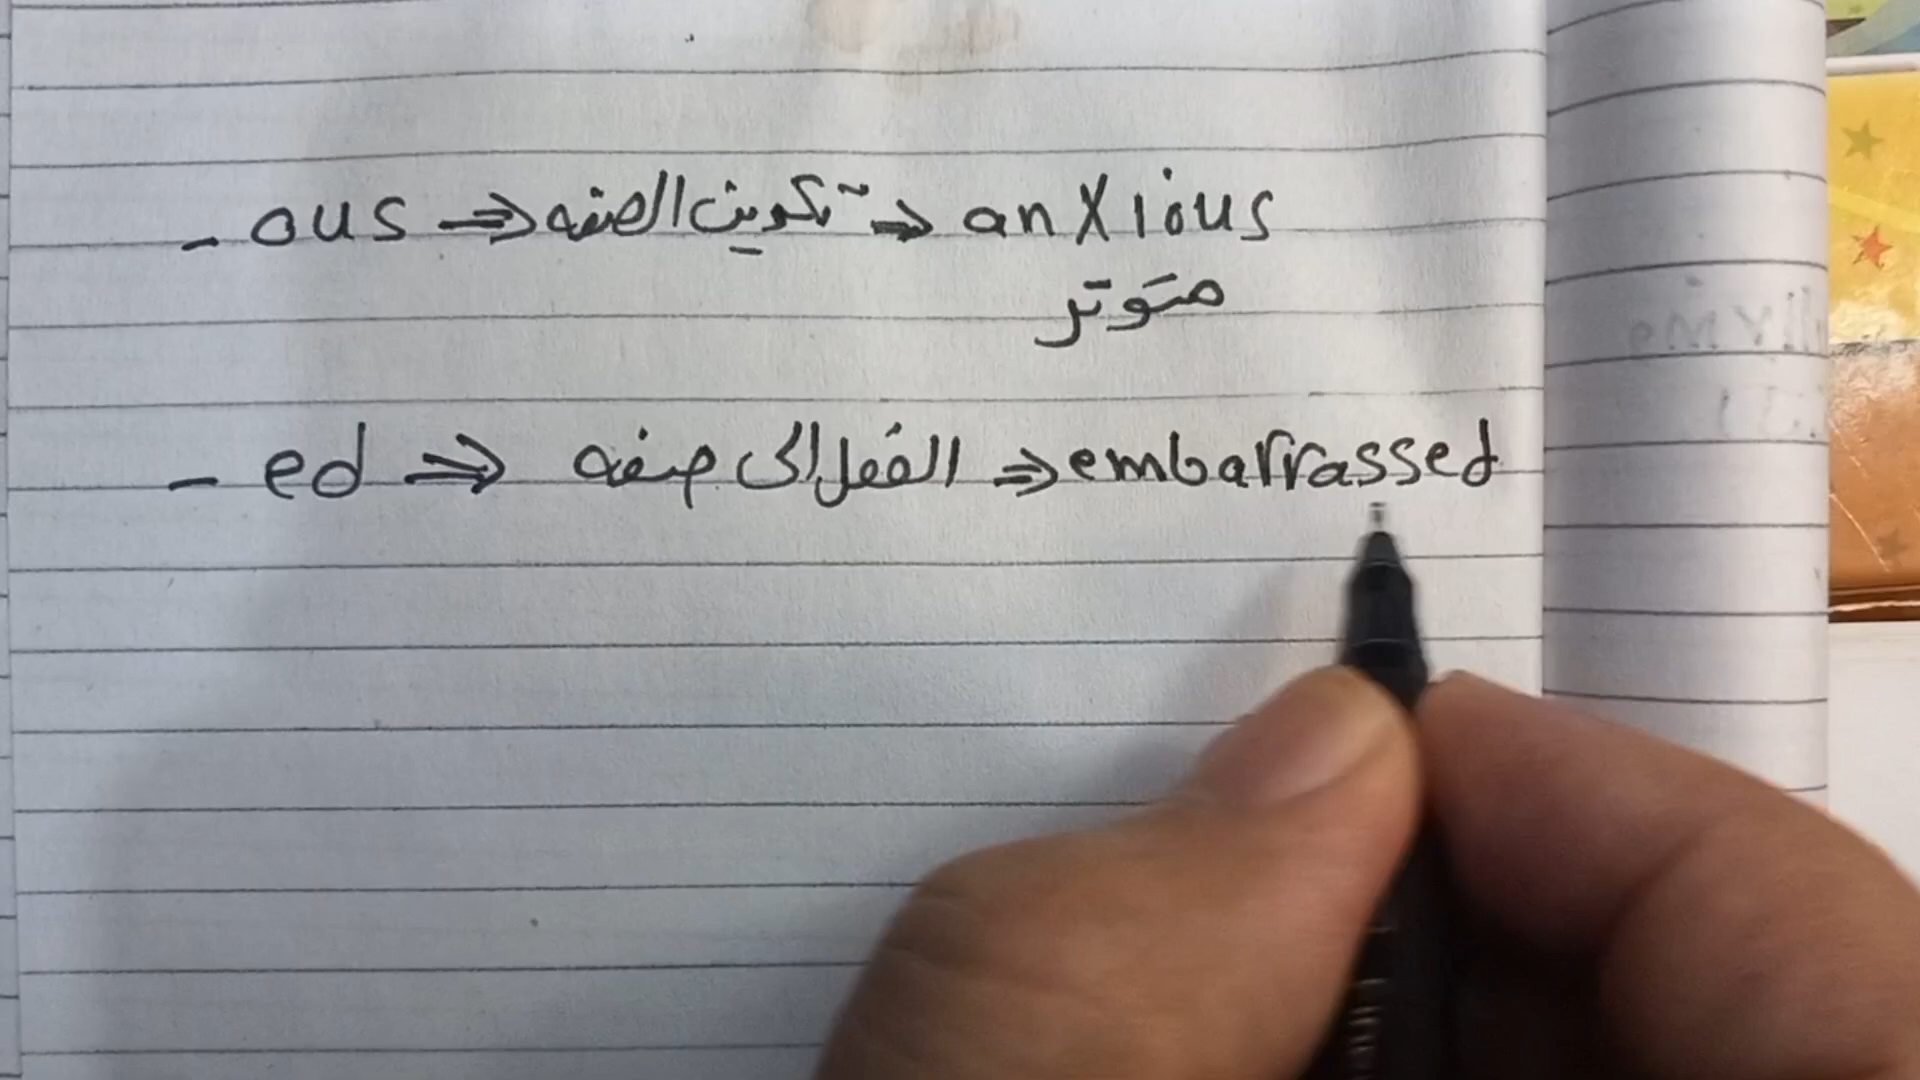 - ous ⇒ تكوين الصفه ⇒ anxious
متوتر
- ed ⇒ الفعل الى صفه ⇒ embarrassed